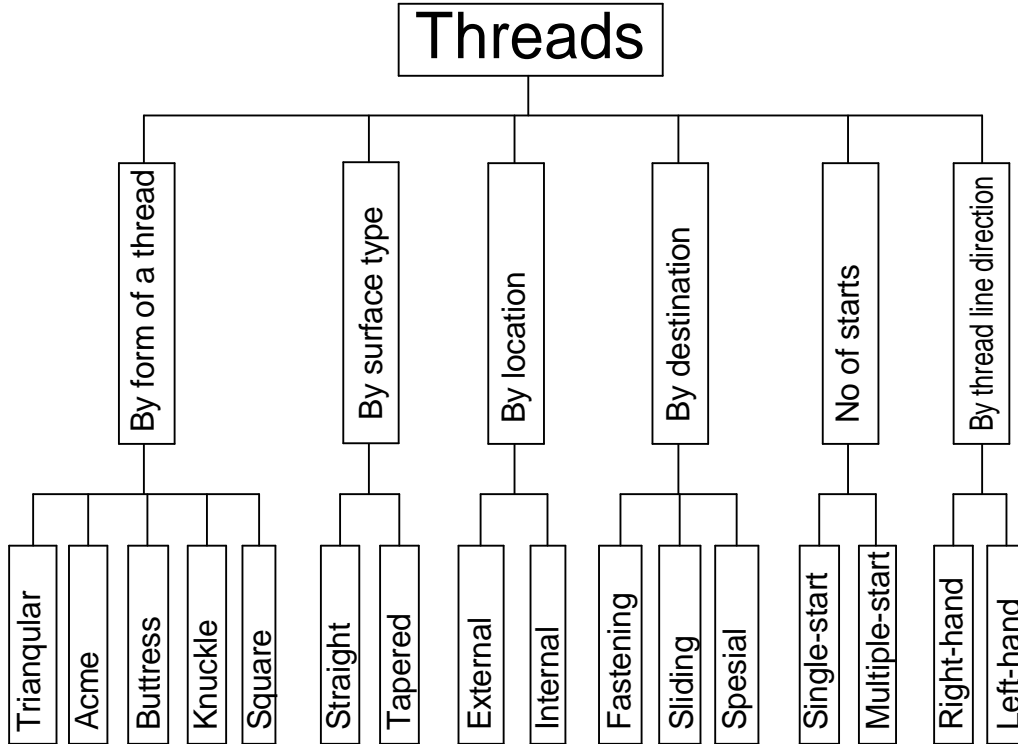 Threads
By form of a thread
By surface type
By location
By destination
No of starts
By thread line direction
Trianqular
Acme
Buttress
Knuckle
Square
Straight
Tapered
External
Internal
Fastening
Sliding
Spesial
Single-start
Multiple-start
Right-hand
Left-hand